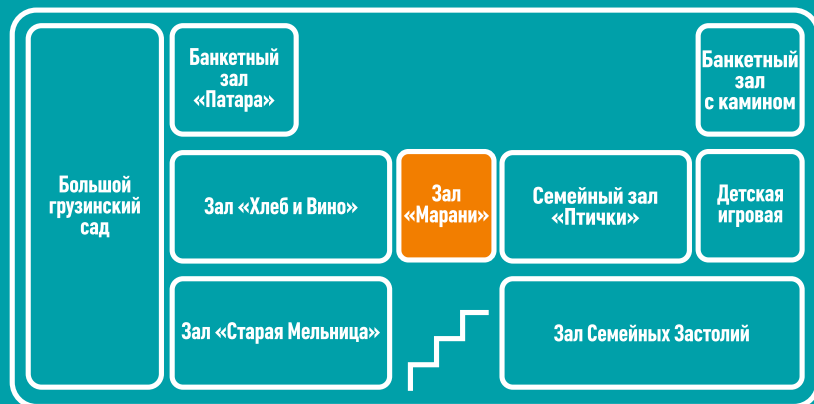 Банкетный
зал
«Патара»
Банкетный
зал
с камином
Большой
грузинский
сад
Зал «Хлеб и Вино»
Зал
«Марани»
Семейный зал
«Птички»
Детская
игровая
Зал «Старая Мельница»
Зал Семейных Застолий